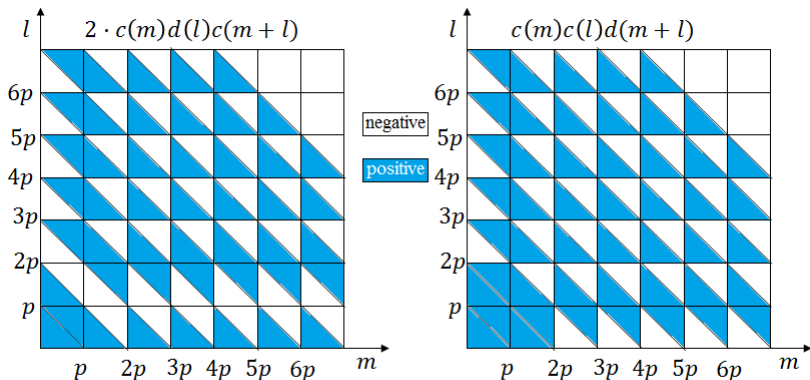 l
2 · c(m)d(l)c(m + l)
6p
5p
4p
3p
2p
p
p
2p
3p
4p
5p
6p
m
negative
positive
l
c(m)c(l)d(m + l)
6p
5p
4p
3p
2p
p
p
2p
3p
4p
5p
6p
m